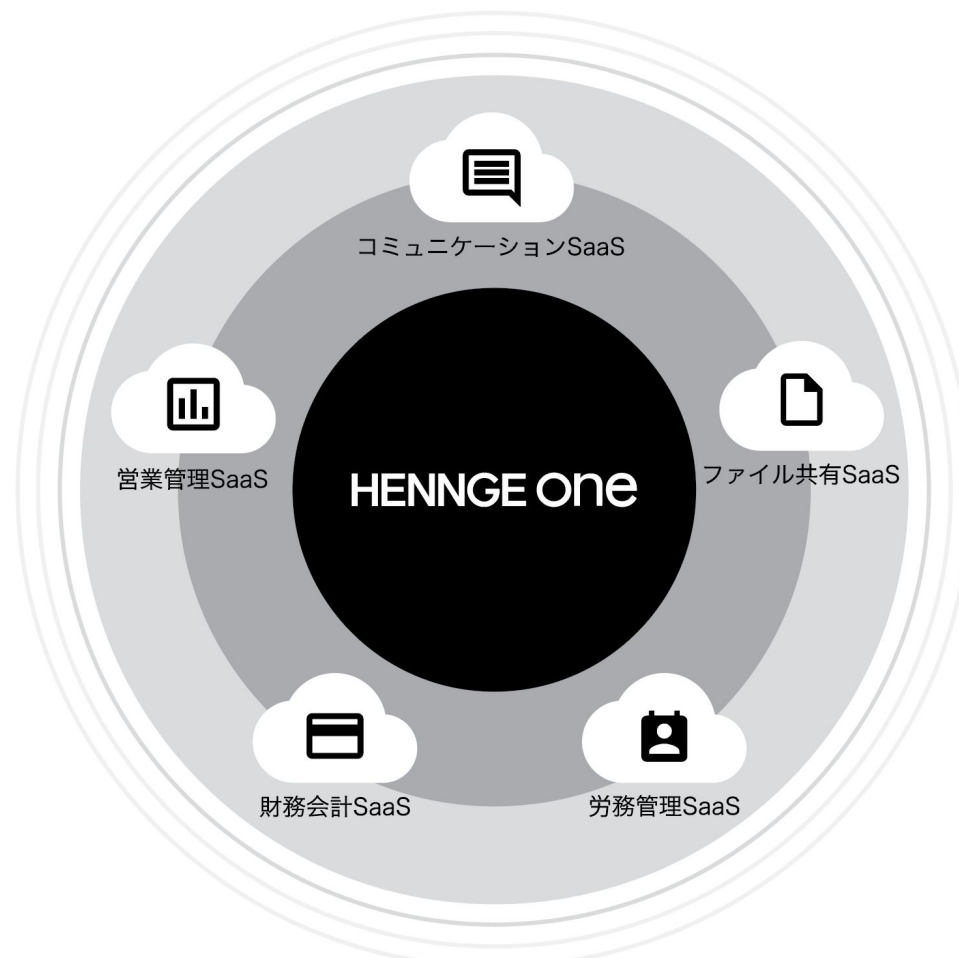 コミュニケーションSaaS
営業管理SaaS
ファイル共有SaaS
HENNGE one
財務会計SaaS
労務管理SaaS